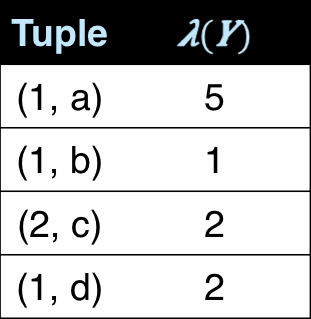 Tuple λ(Y)
(1, a) 5
(1, b) 1
(2, c) 2
(1, d) 2